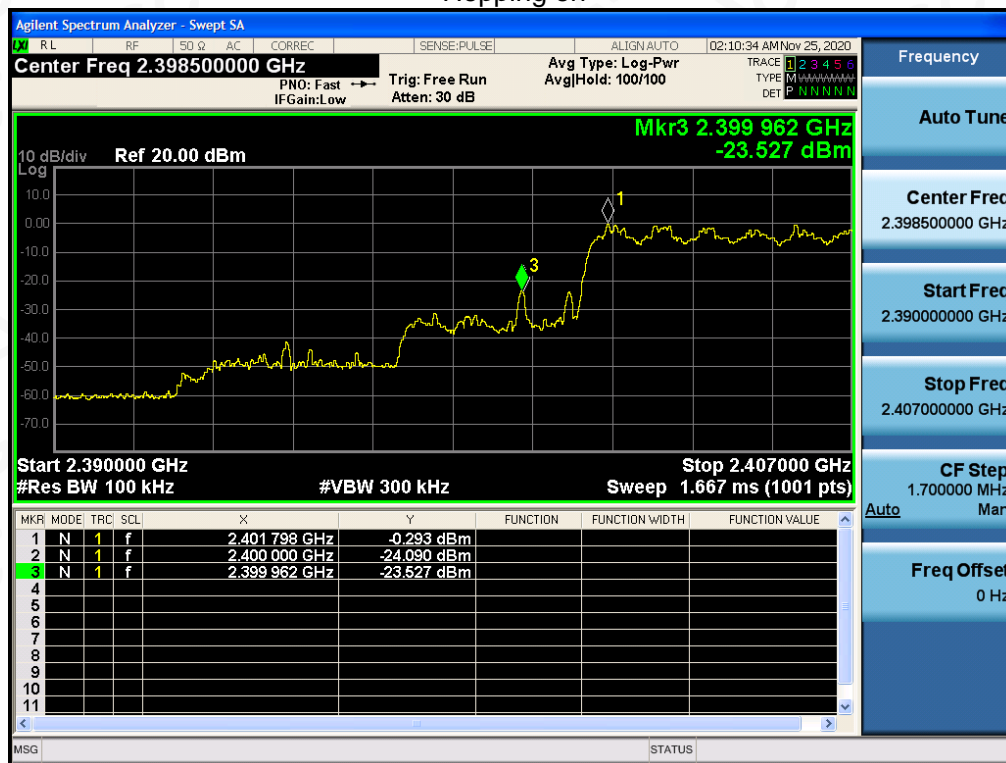 Agilent Spectrum Analyzer - Swept SA
LXI RL RF 50 Ω AC CORREC SENSE:PULSE ALIGN AUTO 02:10:34 AM Nov 25, 2020
Center Freq 2.398500000 GHz
PNO: Fast
IFGain:Low
Trig: Free Run
Atten: 30 dB
Avg Type: Log-Pwr
Avg|Hold: 100/100
TRACE 1 2 3 4 5 6
TYPE M
DET P N N N N N
Mkr3 2.399 962 GHz
-23.527 dBm
10 dB/div Ref 20.00 dBm
Log
10.0
0.00
-10.0
-20.0
-30.0
-40.0
-50.0
-60.0
-70.0
1
3
Start 2.390000 GHz Stop 2.407000 GHz
#Res BW 100 kHz #VBW 300 kHz Sweep 1.667 ms (1001 pts)
MKR MODE TRC SCL X Y FUNCTION FUNCTION WIDTH FUNCTION VALUE
1 N 1 f 2.401 798 GHz -0.293 dBm
2 N 1 f 2.400 000 GHz -24.090 dBm
3 N 1 f 2.399 962 GHz -23.527 dBm
4
5
6
7
8
9
10
11
MSG STATUS
Frequency
Auto Tune
Center Freq
2.398500000 GHz
Start Freq
2.390000000 GHz
Stop Freq
2.407000000 GHz
CF Step
1.700000 MHz
Auto Man
Freq Offset
0 Hz